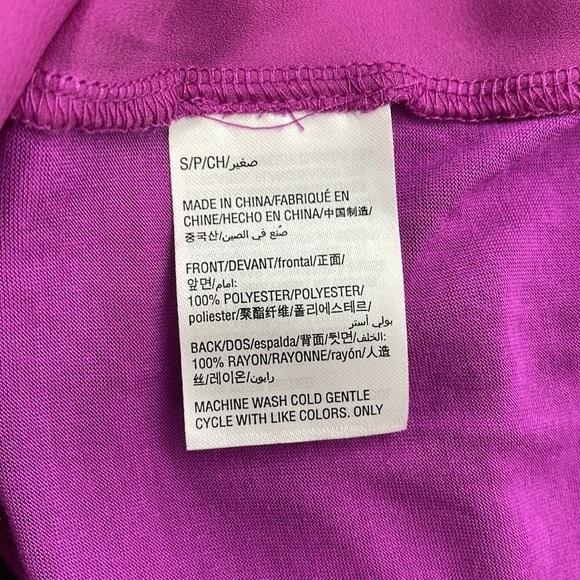 S/P/CH/صغير
MADE IN CHINA/FABRIQUÉ EN
CHINE/HECHO EN CHINA/中国制造/
중국산/صُنع في الصين/
FRONT/DEVANT/frontal/正面/
앞면/امام:
100% POLYESTER/POLYESTER/
poliester/聚酯纤维/폴리에스테르/
بولي أستر
BACK/DOS/espalda/背面/뒷면/الخلف:
100% RAYON/RAYONNE/rayón/人造
丝/레이온/رايون
MACHINE WASH COLD GENTLE
CYCLE WITH LIKE COLORS. ONLY